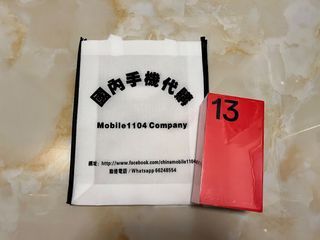 國內手機代購
Mobile1104 Company
網址: http://www.facebook.com/chinamobile1104
聯絡電話 / Whatsapp 66248554
13